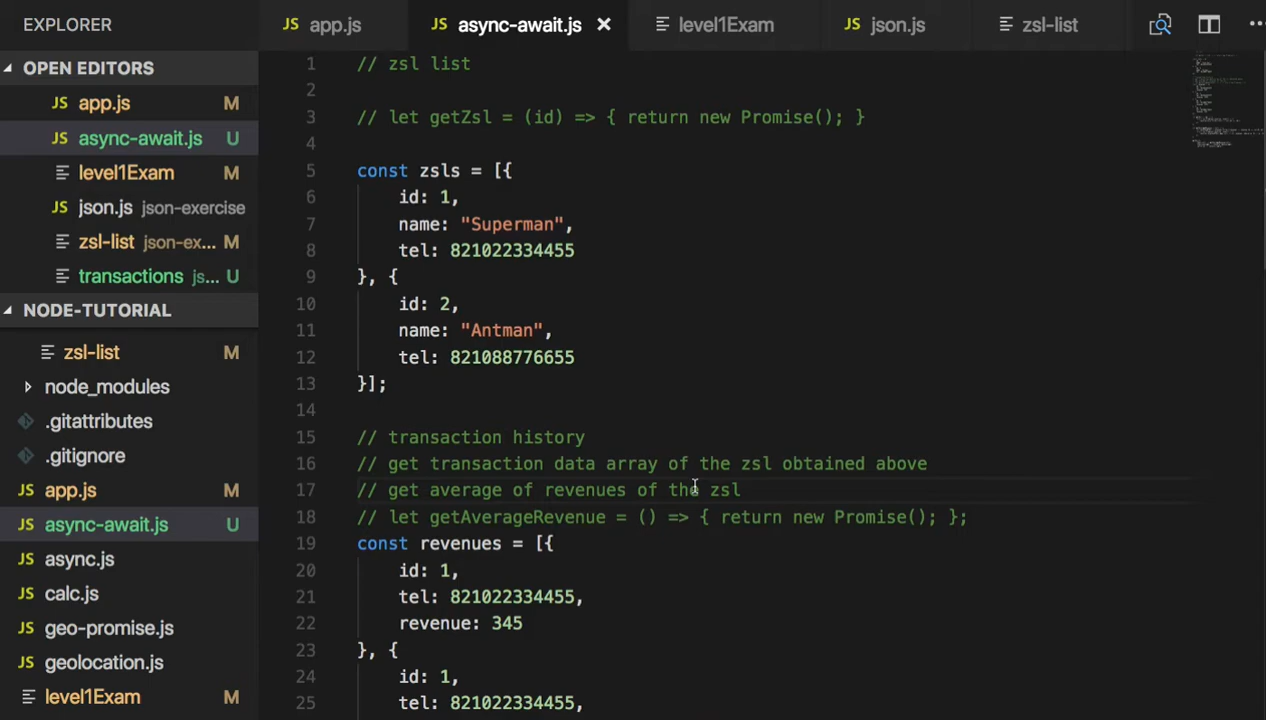 EXPLORER
JS app.js
JS async-await.js ×
level1Exam
JS json.js
zsl-list
OPEN EDITORS
JS app.js M
JS async-await.js U
level1Exam M
JS json.js json-exercise
zsl-list json-ex... M
transactions js... U
NODE-TUTORIAL
zsl-list M
node_modules
.gitattributes
.gitignore
JS app.js M
JS async-await.js U
JS async.js
JS calc.js
JS geo-promise.js
JS geolocation.js
level1Exam M
1 // zsl list
2
3 // let getZsl = (id) => { return new Promise(); }
4
5 const zsls = [{
6 id: 1,
7 name: "Superman",
8 tel: 821022334455
9 }, {
10 id: 2,
11 name: "Antman",
12 tel: 821088776655
13 }];
14
15 // transaction history
16 // get transaction data array of the zsl obtained above
17 // get average of revenues of the zsl
18 // let getAverageRevenue = () => { return new Promise(); };
19 const revenues = [{
20 id: 1,
21 tel: 821022334455,
22 revenue: 345
23 }, {
24 id: 1,
25 tel: 821022334455,